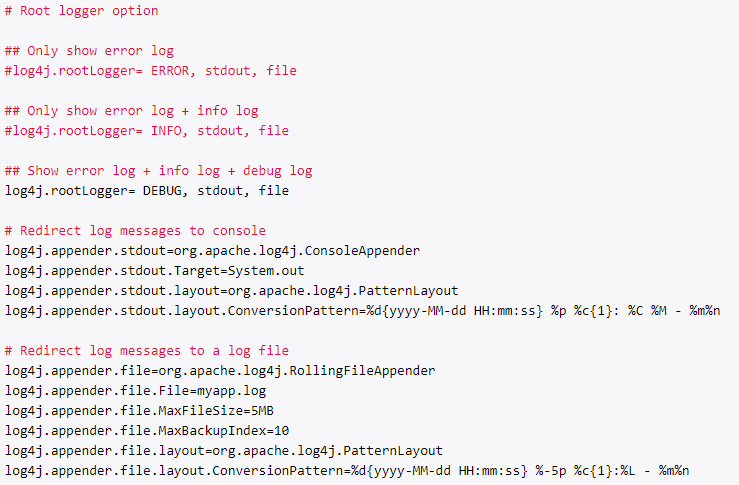 # Root logger option
## Only show error log
#log4j.rootLogger= ERROR, stdout, file
## Only show error log + info log
#log4j.rootLogger= INFO, stdout, file
## Show error log + info log + debug log
log4j.rootLogger= DEBUG, stdout, file
# Redirect log messages to console
log4j.appender.stdout=org.apache.log4j.ConsoleAppender
log4j.appender.stdout.Target=System.out
log4j.appender.stdout.layout=org.apache.log4j.PatternLayout
log4j.appender.stdout.layout.ConversionPattern=%d{yyyy-MM-dd HH:mm:ss} %p %c{1}: %C %M - %m%n
# Redirect log messages to a log file
log4j.appender.file=org.apache.log4j.RollingFileAppender
log4j.appender.file.File=myapp.log
log4j.appender.file.MaxFileSize=5MB
log4j.appender.file.MaxBackupIndex=10
log4j.appender.file.layout=org.apache.log4j.PatternLayout
log4j.appender.file.layout.ConversionPattern=%d{yyyy-MM-dd HH:mm:ss} %-5p %c{1}:%L - %m%n